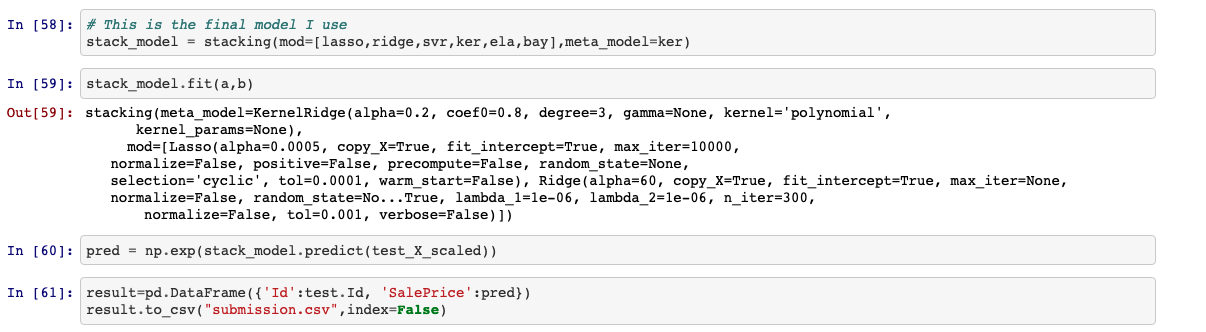 In [58]: # This is the final model I use
stack_model = stacking(mod=[lasso,ridge,svr,ker,ela,bay],meta_model=ker)
In [59]: stack_model.fit(a,b)
Out[59]: stacking(meta_model=KernelRidge(alpha=0.2, coef0=0.8, degree=3, gamma=None, kernel='polynomial',
kernel_params=None),
mod=[Lasso(alpha=0.0005, copy_X=True, fit_intercept=True, max_iter=10000,
normalize=False, positive=False, precompute=False, random_state=None,
selection='cyclic', tol=0.0001, warm_start=False), Ridge(alpha=60, copy_X=True, fit_intercept=True, max_iter=None,
normalize=False, random_state=No...True, lambda_1=1e-06, lambda_2=1e-06, n_iter=300,
normalize=False, tol=0.001, verbose=False)])
In [60]: pred = np.exp(stack_model.predict(test_X_scaled))
In [61]: result=pd.DataFrame({'Id':test.Id, 'SalePrice':pred})
result.to_csv("submission.csv",index=False)